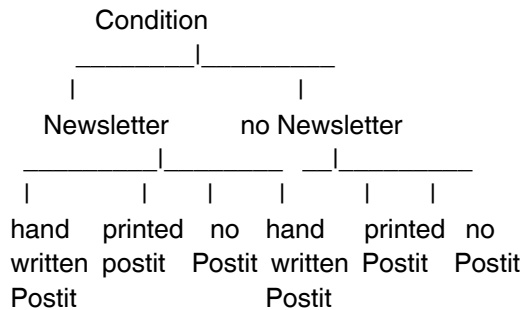 Condition
Newsletter no Newsletter
hand printed no hand printed no
written postit Postit written Postit Postit
Postit Postit